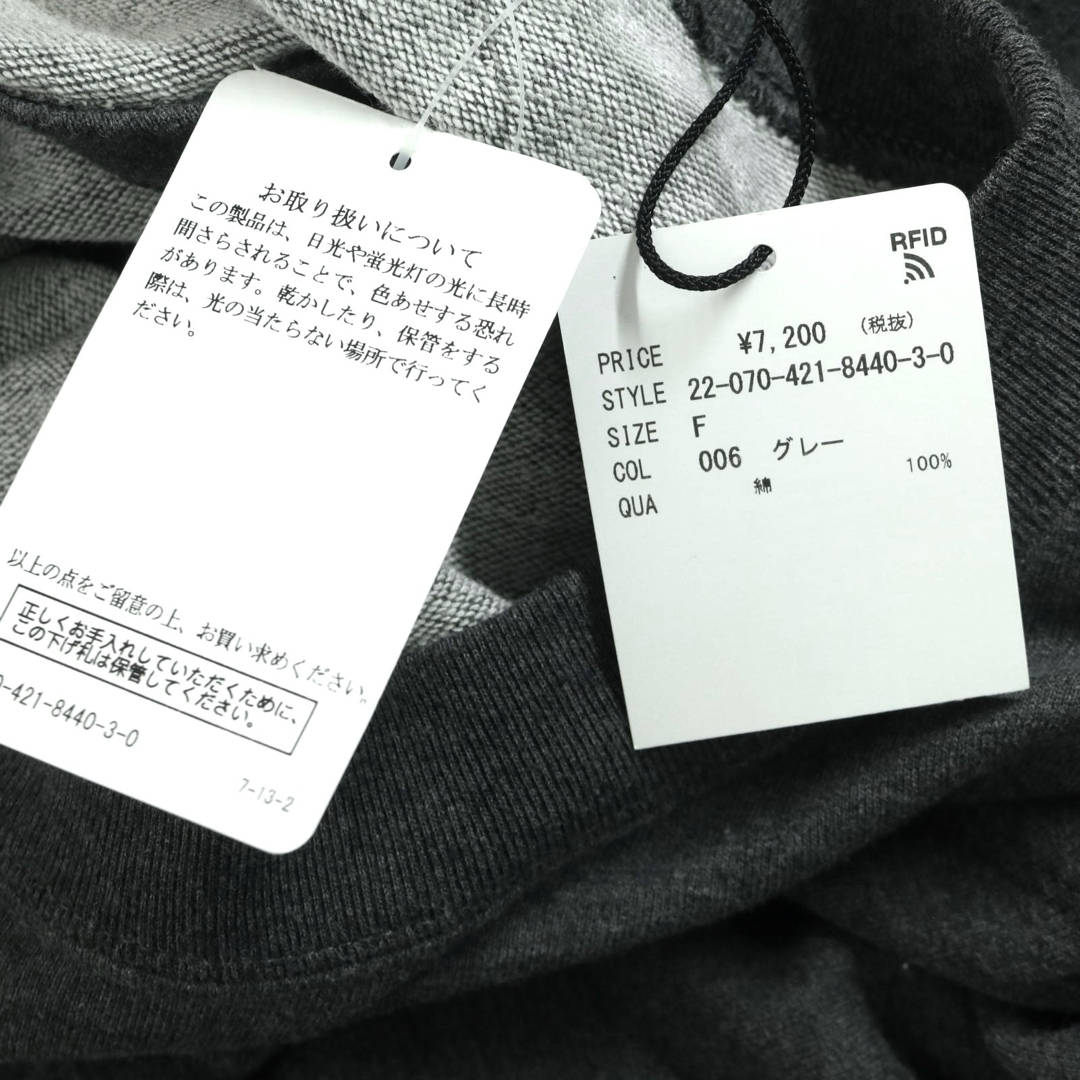 お取り扱いについて
この製品は、日光や蛍光灯の光に長時
間さらされることで、色あせする恐れ
があります。乾かしたり、保管をする
際は、光の当たらない場所で行ってく
ださい。
以上の点をご留意の上、お買い求めください。
正しくお手入れしていただくために、
この下げ札は保管してください。
-421-8440-3-0
7-13-2
RFID
PRICE ¥7,200 （税抜）
STYLE 22-070-421-8440-3-0
SIZE F
COL 006 グレー
QUA 綿 100%